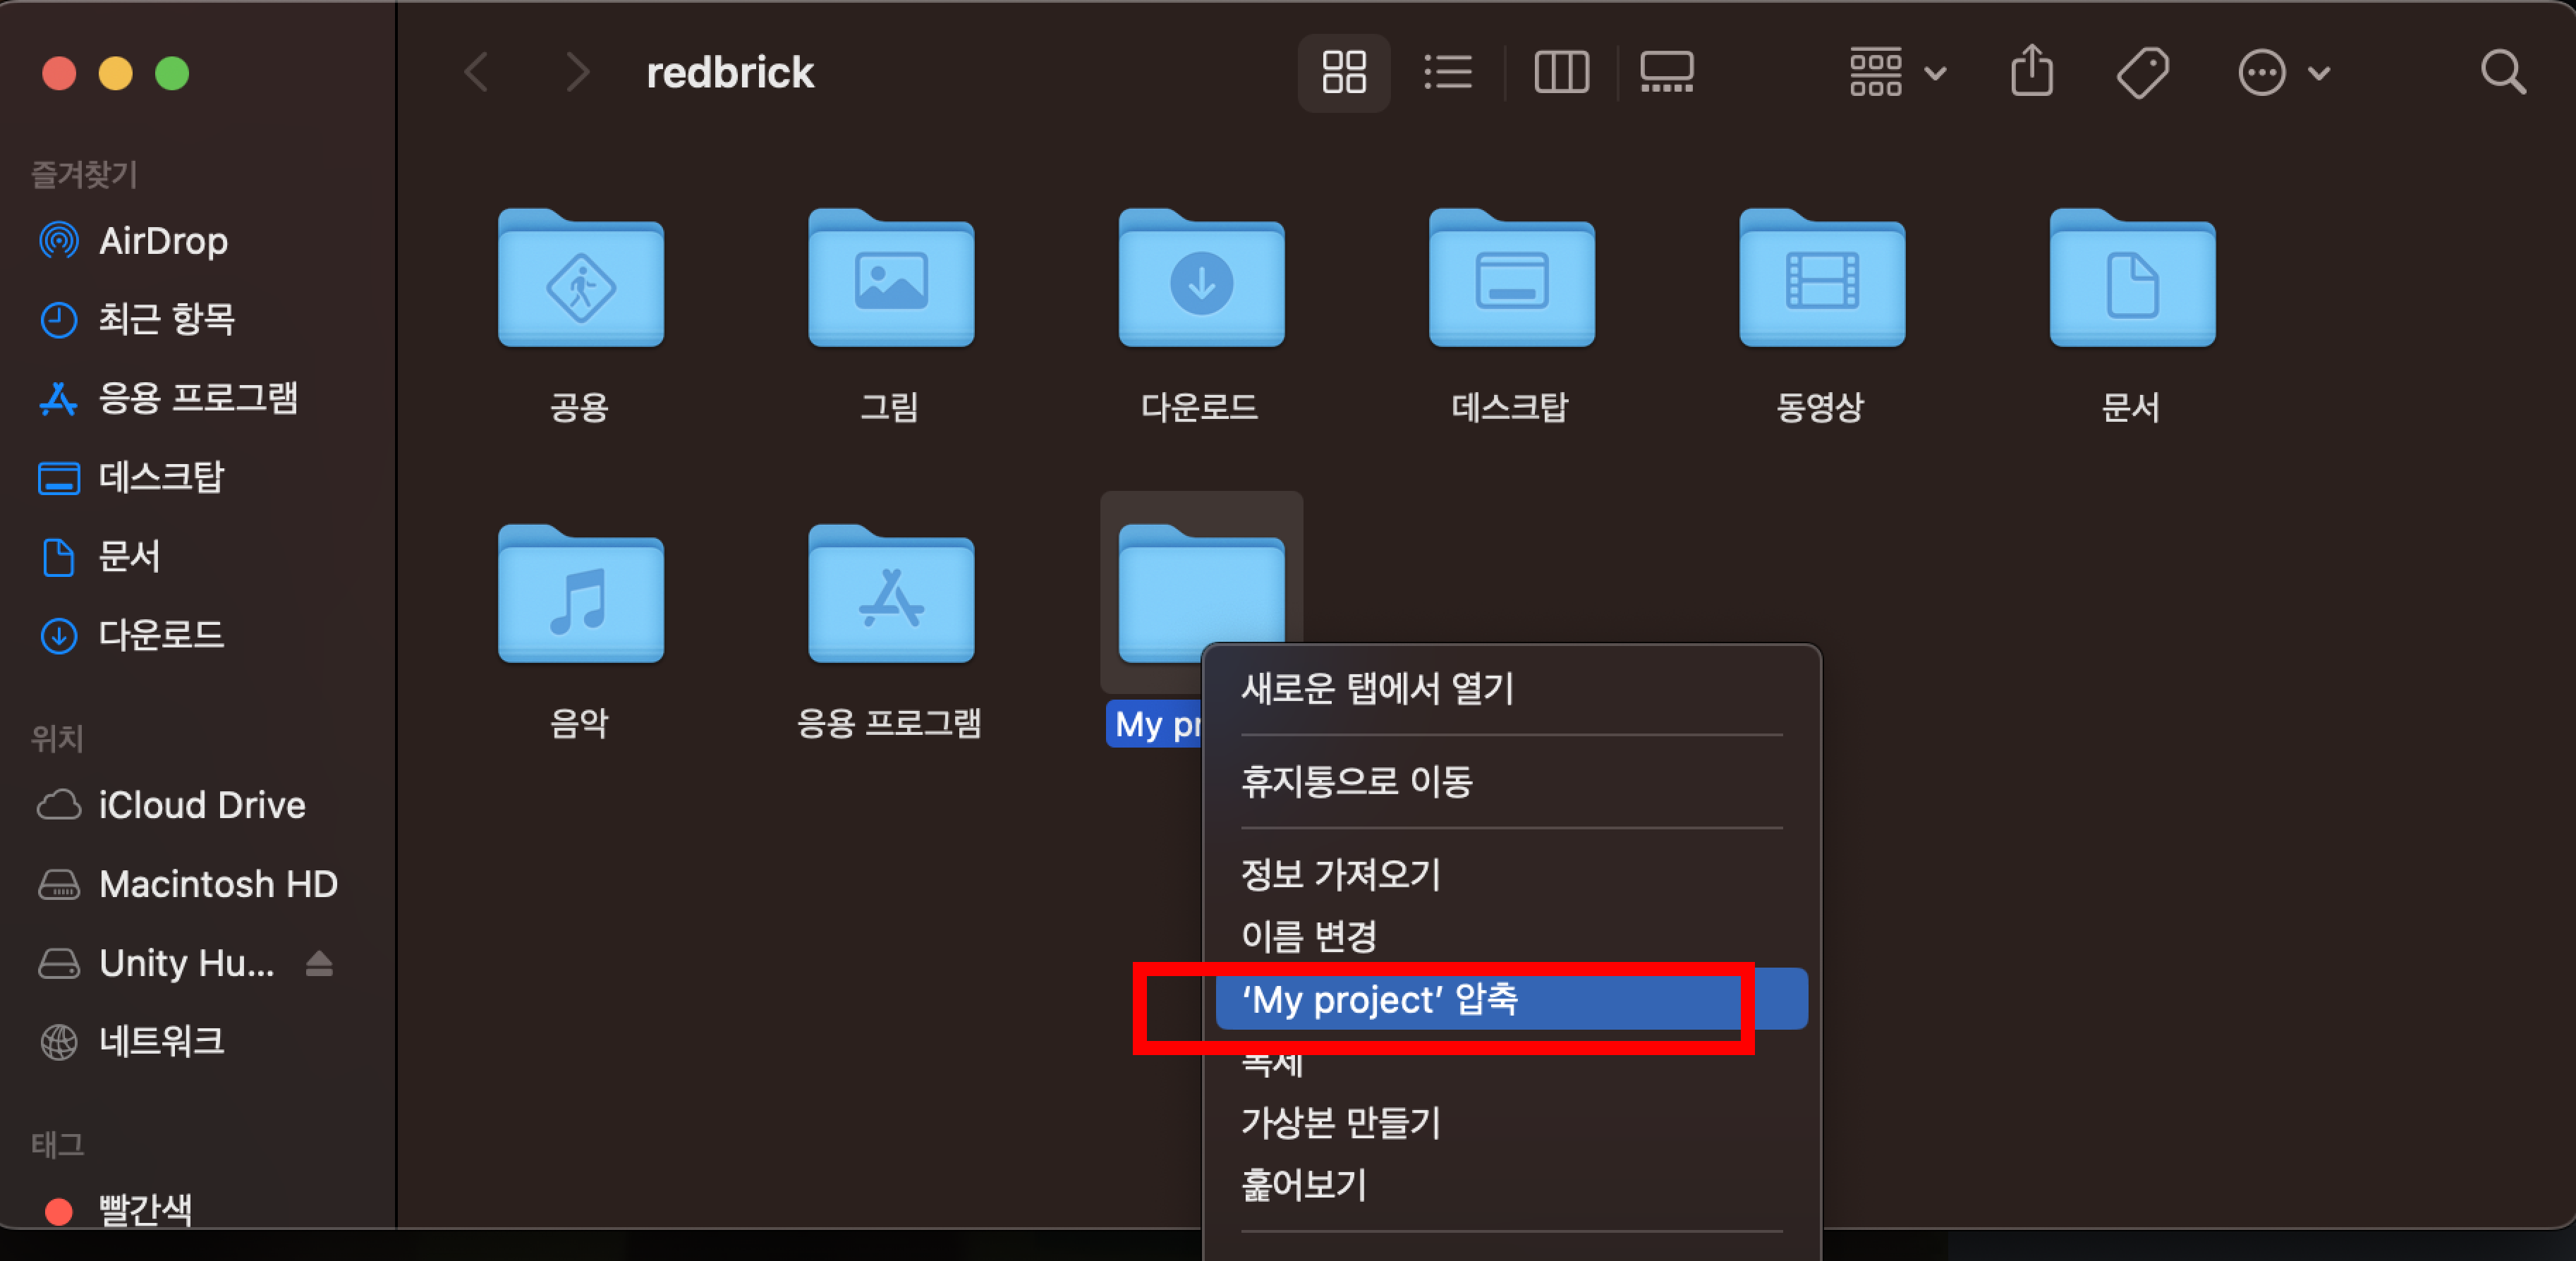 redbrick
즐겨찾기
AirDrop
최근 항목
응용 프로그램
데스크탑
문서
다운로드
위치
iCloud Drive
Macintosh HD
Unity Hu...
네트워크
태그
빨간색
공용
그림
다운로드
데스크탑
동영상
문서
음악
응용 프로그램
My pr
새로운 탭에서 열기
휴지통으로 이동
정보 가져오기
이름 변경
‘My project’ 압축
복제
가상본 만들기
훑어보기